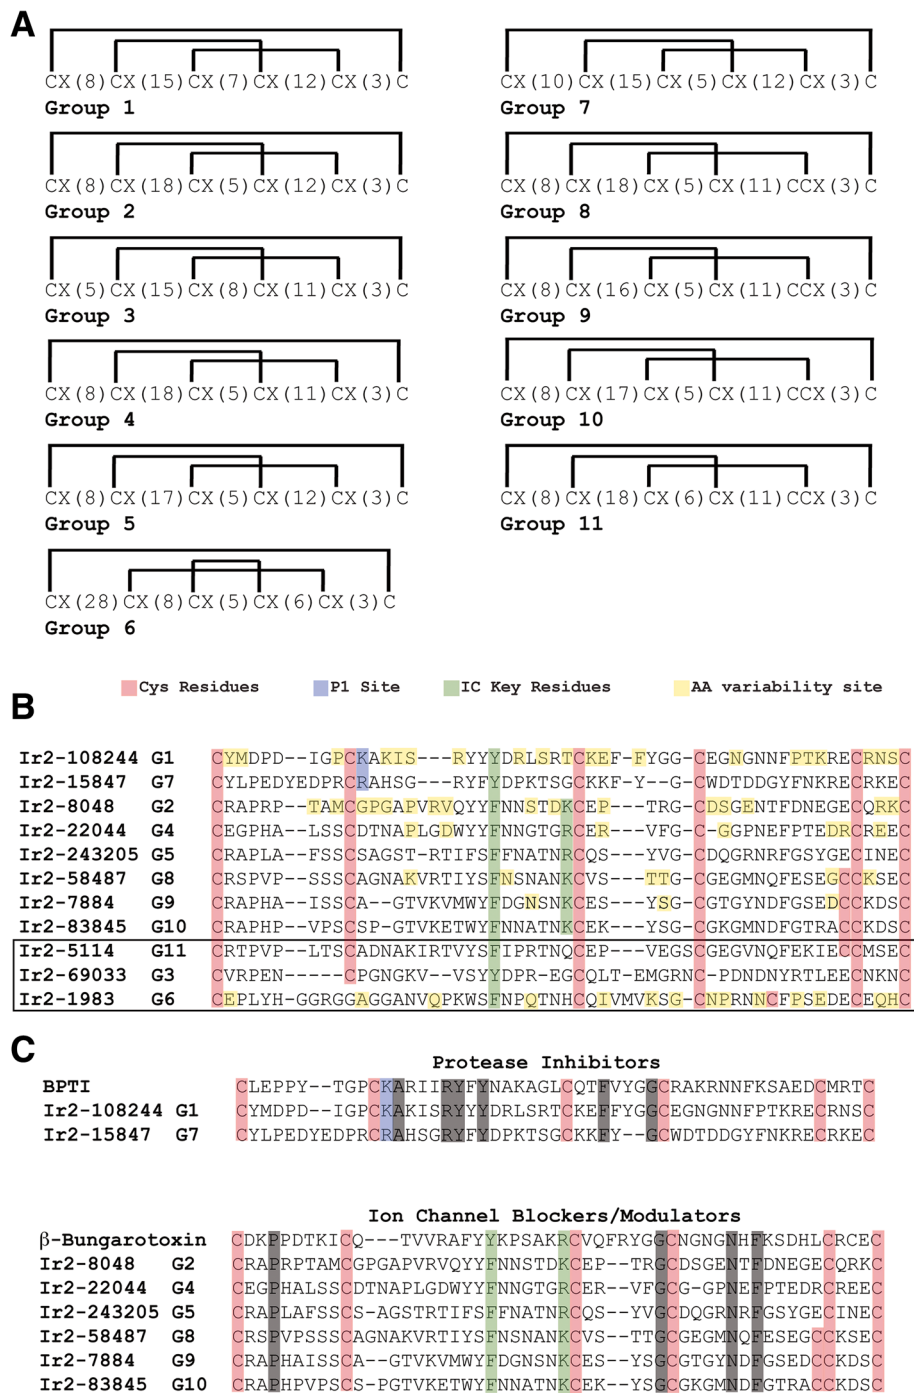 A
CX(8)CX(15)CX(7)CX(12)CX(3)C
Group 1
CX(10)CX(15)CX(5)CX(12)CCX(3)C
Group 7
CX(8)CX(18)CX(5)CX(12)CX(3)C
Group 2
CX(8)CX(18)CX(5)CX(11)CCX(3)C
Group 8
CX(5)CX(15)CX(8)CX(11)CX(3)C
Group 3
CX(8)CX(16)CX(5)CX(11)CCX(3)C
Group 9
CX(8)CX(18)CX(5)CX(11)CX(3)C
Group 4
CX(8)CX(17)CX(5)CX(11)CCX(3)C
Group 10
CX(8)CX(17)CX(5)CX(12)CX(3)C
Group 5
CX(8)CX(18)CX(6)CX(11)CCX(3)C
Group 11
CX(28)CX(8)CX(5)CX(6)CX(3)C
Group 6
Cys Residues P1 Site IC Key Residues AA variability site
B
Ir2-108244 G1 CYMDPD--IGPCKAKIS---RYYYDRLSRTCKEF-FYGG-CEGNGNNFPTKRECRNSC
Ir2-15847 G7 CYLPEDYEDPRCRAHSG---RYFYDPKTSGCKKF-Y--G-CWDTDDGYFNKRECRKEC
Ir2-8048 G2 CRAPRP--TAMCGPGAPVRVQYYFNNSTDKCEP---TRG-CDSGENTFDNEGECQRKC
Ir2-22044 G4 CEGPHA--LSSCDTNAPLGDWYYFNNGTGRCER---VFG-C-GGPNEFPTEDRCREEC
Ir2-243205 G5 CRAPLA--FSSCSAGST-RTIFSFFNATNRCQS---YVG-CDQGRNRFGSYGECINEC
Ir2-58487 G8 CRSPVP--SSSCAGNAKVRTIYSFNSNANKCVS---TTG-CGEGMNQFESEGCCKSEC
Ir2-7884 G9 CRAPHA--ISSCA--GTVKVMWYFDGNSNKCES---YSG-CGTGYNDFGSEDCCKDSC
Ir2-83845 G10 CRAPHP--VPSCSP-GTVKETWYFNNATNKCEK---YSG-CGKGMNDFGTRACCKDSC
Ir2-5114 G11 CRTPVP--LTSCADNAKIRTVYSFIPRTNQCEP---VEGSCGEGVNQFEKIECCMSEC
Ir2-69033 G3 CVRPEN-----CPGNGKV--VSYYDPR-EGCQLT-EMGRNC-PDNDNYRTLEECNKNC
Ir2-1983 G6 CEPLYH-GGRGGAGGANVQPKWSFNPQTNHCQIVMVKSG-CNPRNNCFPSEDECEQHC
C
Protease Inhibitors
BPTI CLEPPY--TGPCKARIIRYFYNAKAGLCQTFVYGGCRAKRNNFKSAEDCMRTC
Ir2-108244 G1 CYMDPD--IGPCKAKISRYYYDRLSRTCKEFFYGGCEGNGNNFPTKRECRNSC
Ir2-15847 G7 CYLPEDYEDPRCRAHSGRYFYDPKTSGCKKFY--GCWDTDDGYFNKRECRKEC
Ion Channel Blockers/Modulators
β-Bungarotoxin CDKPPDTKICQ---TVVRAFYYKPSAKRCVQFRYGGCNGNGNHFKSDHLCRCEC
Ir2-8048 G2 CRAPRPTAMCGPGAPVRVQYYFNNSTDKCEP--TRGCDSGENTFDNEGECQRKC
Ir2-22044 G4 CEGPHALSSCDTNAPLGDWYYFNNGTGRCER--VFGCG-GPNEFPTEDRCREEC
Ir2-243205 G5 CRAPLAFSSCS-AGSTRTIFSFFNATNRCQS--YVGCDQGRNRFGSYGECINEC
Ir2-58487 G8 CRSPVPSSSCAGNAKVRTIYSFNSNANKCVS--TTGCGEGMNQFESEGCCKSEC
Ir2-7884 G9 CRAPHAISSCA--GTVKVMWYFDGNSNKCES--YSGCGTGYNDFGSEDCCKDSC
Ir2-83845 G10 CRAPHPVPSCS-PGTVKETWYFNNATNKCEK--YSGCGKGMNDFGTRACCKDSC